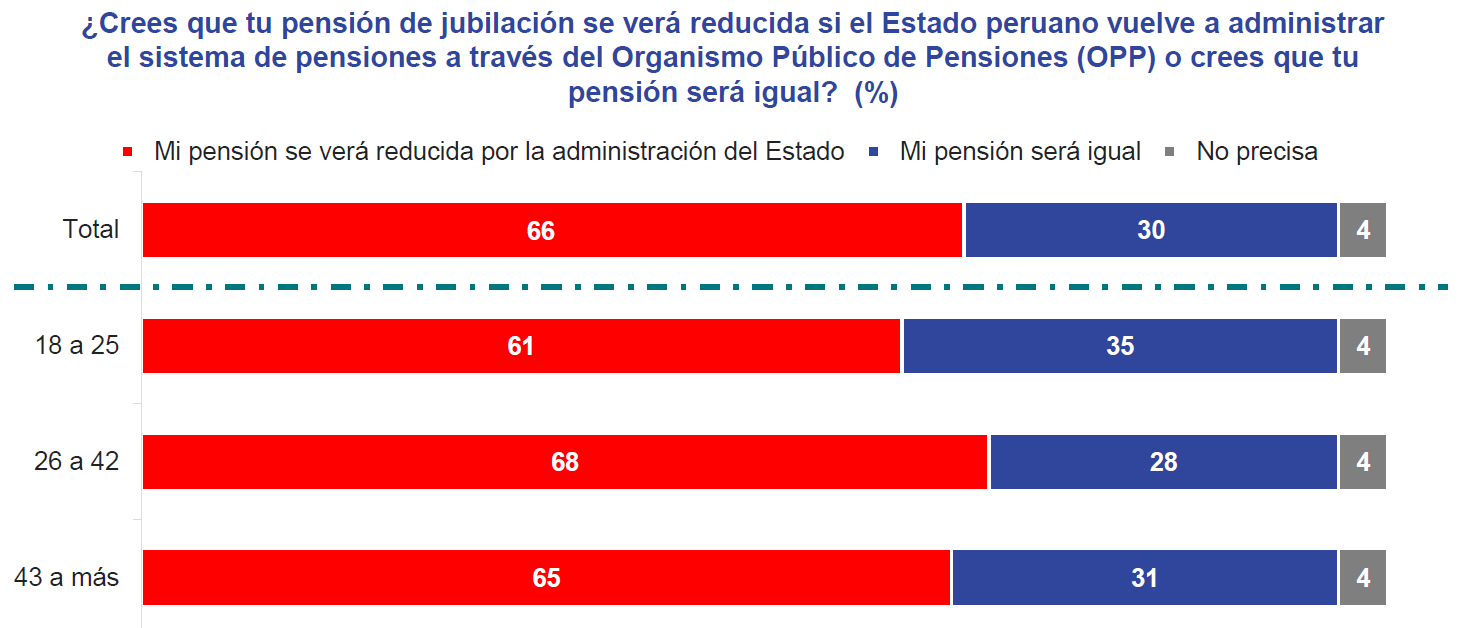 ¿Crees que tu pensión de jubilación se verá reducida si el Estado peruano vuelve a administrar
el sistema de pensiones a través del Organismo Público de Pensiones (OPP) o crees que tu
pensión será igual? (%)
Mi pensión se verá reducida por la administración del Estado Mi pensión será igual No precisa
Total 66 30 4
18 a 25 61 35 4
26 a 42 68 28 4
43 a más 65 31 4